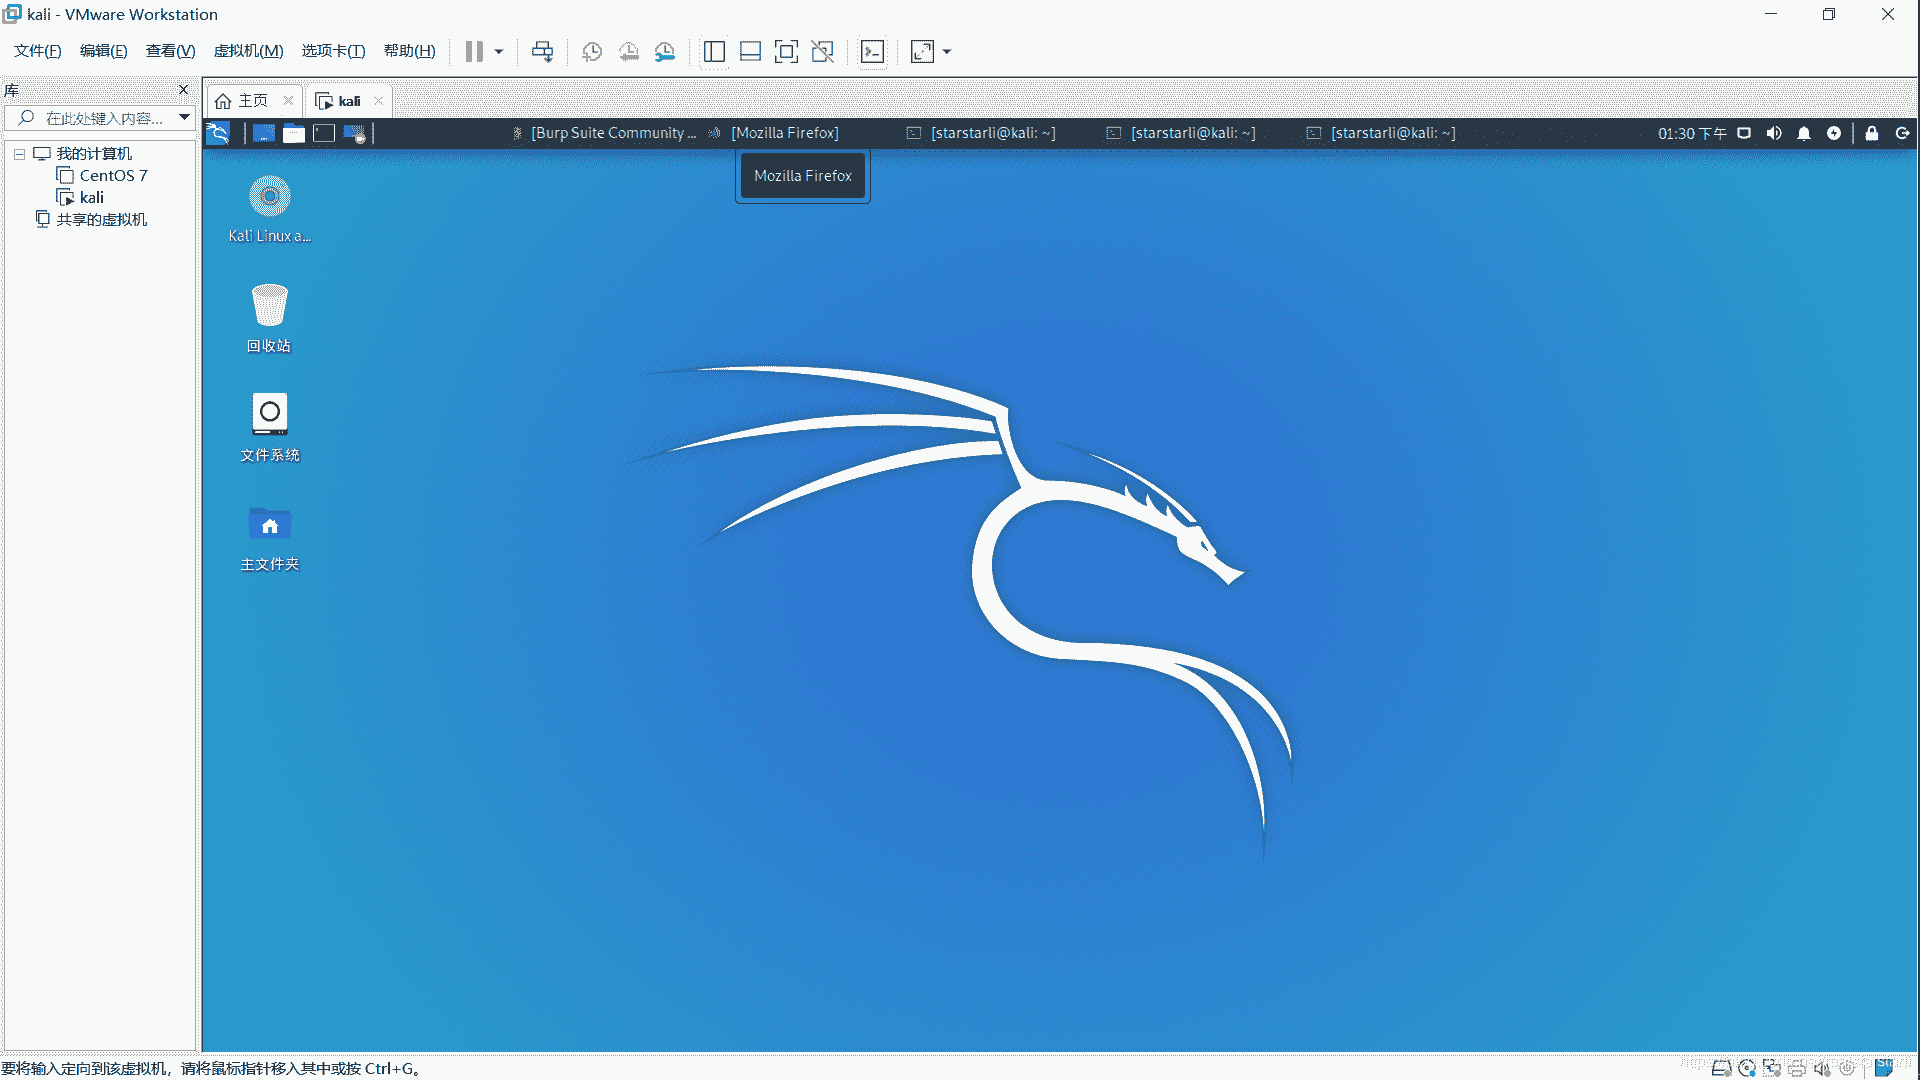 kali - VMware Workstation
文件(F) 编辑(E) 查看(V) 虚拟机(M) 选项卡(T) 帮助(H)
库
在此处键入内容...
我的计算机
CentOS 7
kali
共享的虚拟机
主页 kali
[Burp Suite Community ... [Mozilla Firefox] [starstarli@kali: ~] [starstarli@kali: ~] [starstarli@kali: ~] 01:30 下午
Mozilla Firefox
Kali Linux a...
回收站
文件系统
主文件夹
要将输入定向到该虚拟机，请将鼠标指针移入其中或按 Ctrl+G。